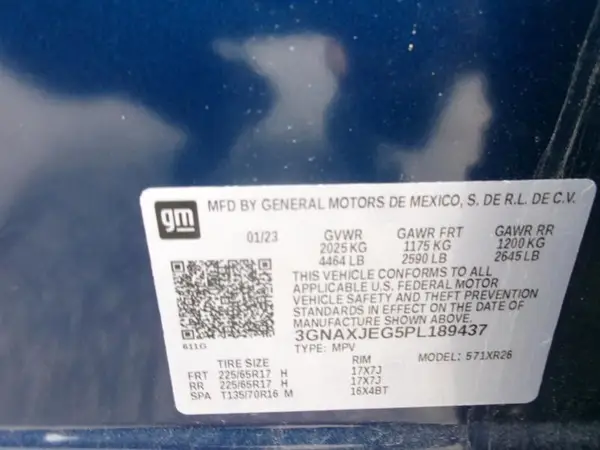 gm MFD BY GENERAL MOTORS DE MEXICO, S. DE R.L. DE C.V.
01/23 GVWR GAWR FRT GAWR RR
2025 KG 1175 KG 1200 KG
4464 LB 2590 LB 2645 LB
THIS VEHICLE CONFORMS TO ALL
APPLICABLE U.S. FEDERAL MOTOR
VEHICLE SAFETY AND THEFT PREVENTION
STANDARDS IN EFFECT ON THE DATE OF
MANUFACTURE SHOWN ABOVE.
3GNAXJEG5PL189437
611G TYPE: MPV MODEL: 571XR26
TIRE SIZE RIM
FRT 225/65R17 H 17X7J
RR 225/65R17 H 17X7J
SPA T135/70R16 M 16X4BT